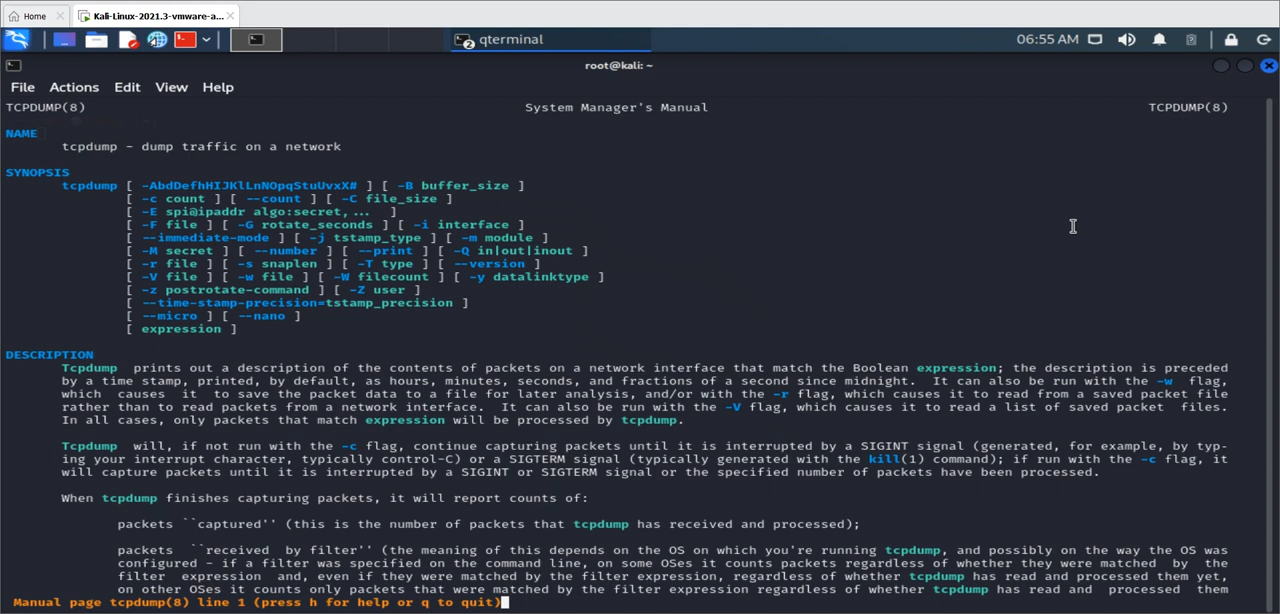 Home
Kali-Linux-2021.3-vmware-a...
qterminal
06:55 AM
root@kali: ~
File Actions Edit View Help
TCPDUMP(8) System Manager's Manual TCPDUMP(8)
NAME
tcpdump - dump traffic on a network
SYNOPSIS
tcpdump [ -AbdDefhHIJKlLnNOpqStuUvxX# ] [ -B buffer_size ]
[ -c count ] [ --count ] [ -C file_size ]
[ -E spi@ipaddr algo:secret,... ]
[ -F file ] [ -G rotate_seconds ] [ -i interface ]
[ --immediate-mode ] [ -j tstamp_type ] [ -m module ]
[ -M secret ] [ --number ] [ --print ] [ -Q in|out|inout ]
[ -r file ] [ -s snaplen ] [ -T type ] [ --version ]
[ -V file ] [ -w file ] [ -W filecount ] [ -y datalinktype ]
[ -z postrotate-command ] [ -Z user ]
[ --time-stamp-precision=tstamp_precision ]
[ --micro ] [ --nano ]
[ expression ]
DESCRIPTION
Tcpdump prints out a description of the contents of packets on a network interface that match the Boolean expression; the description is preceded
by a time stamp, printed, by default, as hours, minutes, seconds, and fractions of a second since midnight. It can also be run with the -w flag,
which causes it to save the packet data to a file for later analysis, and/or with the -r flag, which causes it to read from a saved packet file
rather than to read packets from a network interface. It can also be run with the -V flag, which causes it to read a list of saved packet files.
In all cases, only packets that match expression will be processed by tcpdump.
Tcpdump will, if not run with the -c flag, continue capturing packets until it is interrupted by a SIGINT signal (generated, for example, by typ-
ing your interrupt character, typically control-C) or a SIGTERM signal (typically generated with the kill(1) command); if run with the -c flag, it
will capture packets until it is interrupted by a SIGINT or SIGTERM signal or the specified number of packets have been processed.
When tcpdump finishes capturing packets, it will report counts of:
packets ``captured'' (this is the number of packets that tcpdump has received and processed);
packets ``received by filter'' (the meaning of this depends on the OS on which you're running tcpdump, and possibly on the way the OS was
configured - if a filter was specified on the command line, on some OSes it counts packets regardless of whether they were matched by the
filter expression and, even if they were matched by the filter expression, regardless of whether tcpdump has read and processed them yet,
on other OSes it counts only packets that were matched by the filter expression regardless of whether tcpdump has read and processed them
Manual page tcpdump(8) line 1 (press h for help or q to quit)